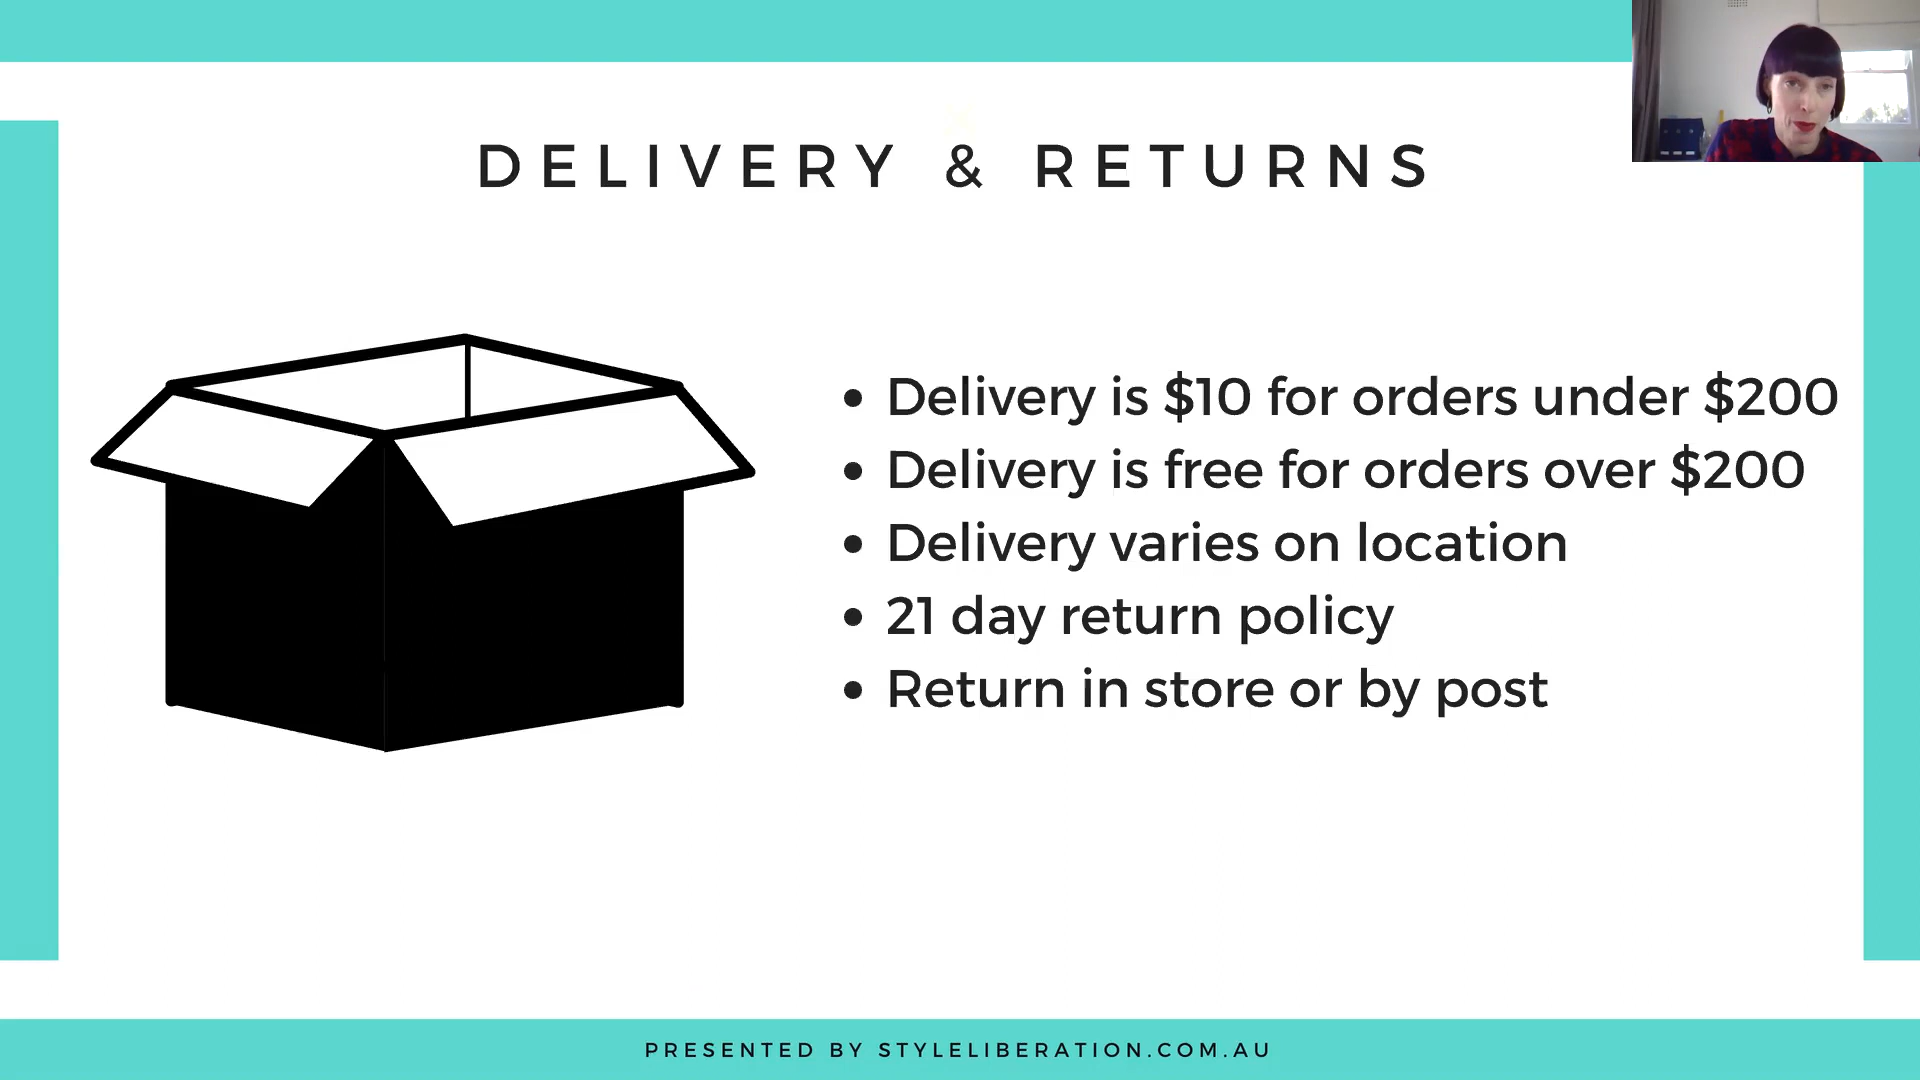 DELIVERY & RETURNS
• Delivery is $10 for orders under $200
• Delivery is free for orders over $200
• Delivery varies on location
• 21 day return policy
• Return in store or by post
PRESENTED BY STYLELIBERATION.COM.AU